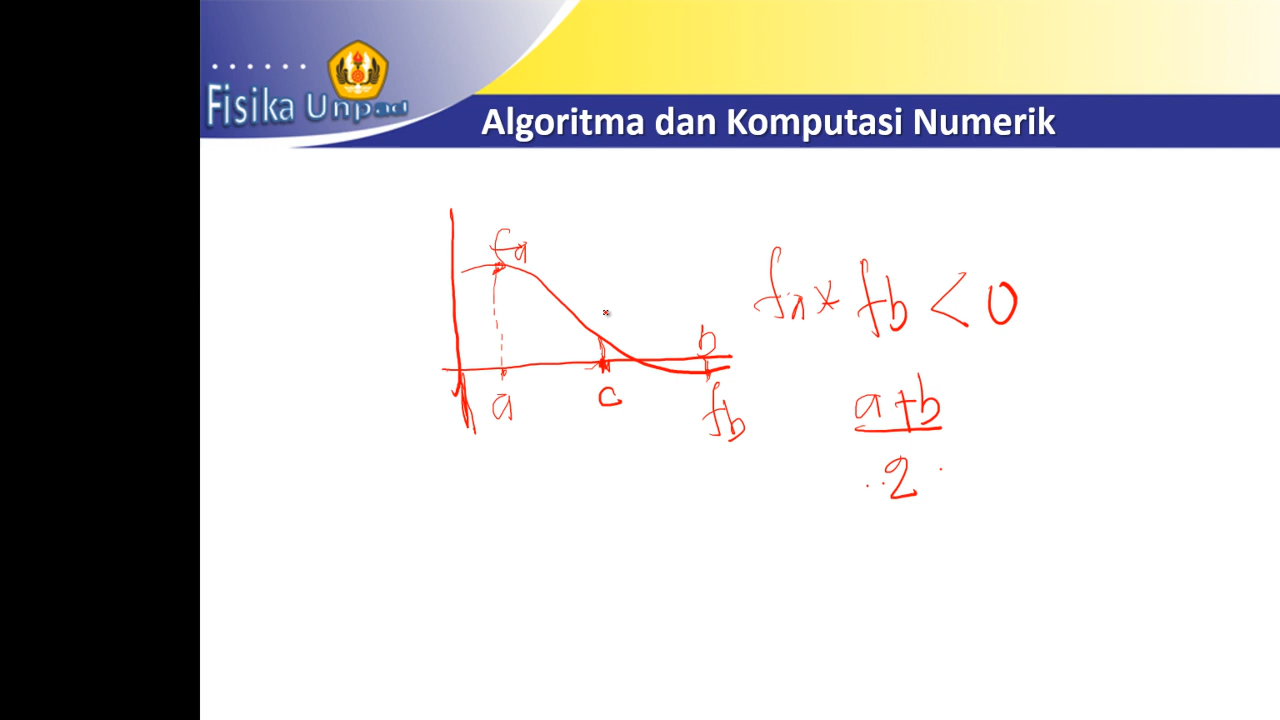 Fisika Unpad
Algoritma dan Komputasi Numerik
fa
a
c
b
fb
fa * fb < 0
a + b
2